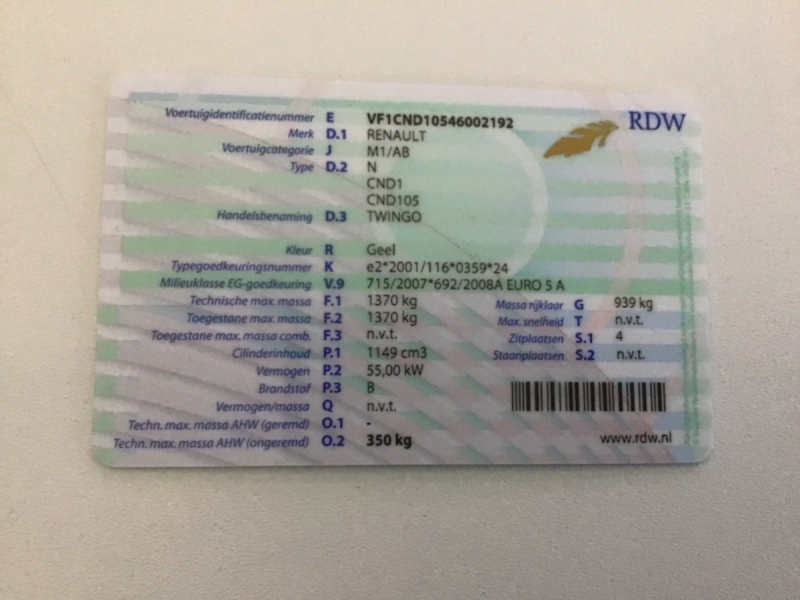 Voertuigidentificatienummer E VF1CND10546002192 RDW
Merk D.1 RENAULT
Voertuigcategorie J M1/AB
Type D.2 N
CND1
CND105
Handelsbenaming D.3 TWINGO
Kleur R Geel
Typegoedkeuringsnummer K e2*2001/116*0359*24
Milieuklasse EG-goedkeuring V.9 715/2007*692/2008A EURO 5 A
Technische max. massa F.1 1370 kg Massa rijklaar G 939 kg
Toegestane max. massa F.2 1370 kg Max. snelheid T n.v.t.
Toegestane max. massa comb. F.3 n.v.t. Zitplaatsen S.1 4
Cilinderinhoud P.1 1149 cm3 Staanplaatsen S.2 n.v.t.
Vermogen P.2 55,00 kW
Brandstof P.3 B
Vermogen/massa Q n.v.t.
Techn. max. massa AHW (geremd) O.1 -
Techn. max. massa AHW (ongeremd) O.2 350 kg www.rdw.nl